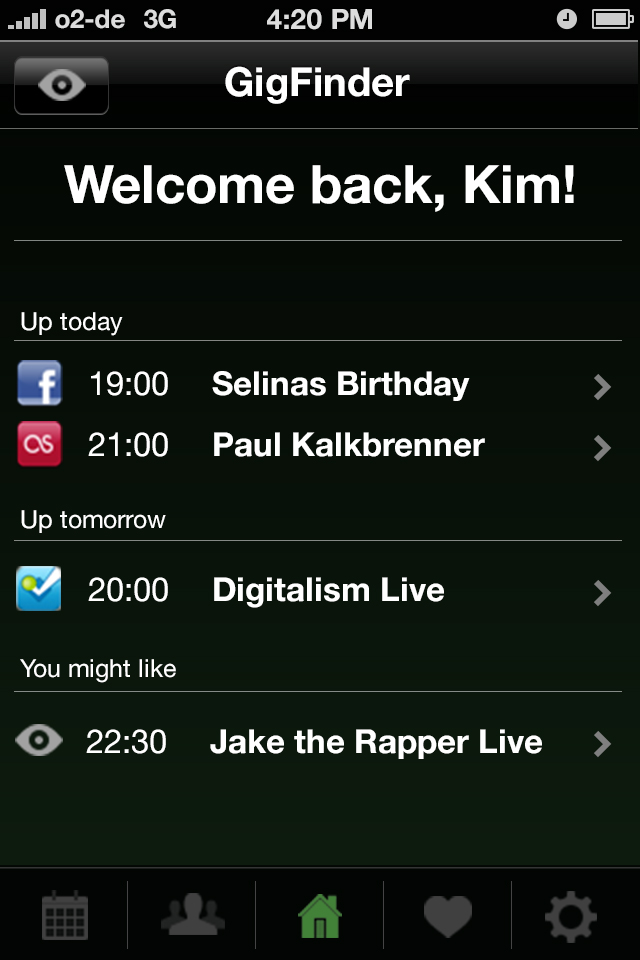 o2-de 3G 4:20 PM
GigFinder
Welcome back, Kim!
Up today
f 19:00 Selinas Birthday
as 21:00 Paul Kalkbrenner
Up tomorrow
20:00 Digitalism Live
You might like
22:30 Jake the Rapper Live